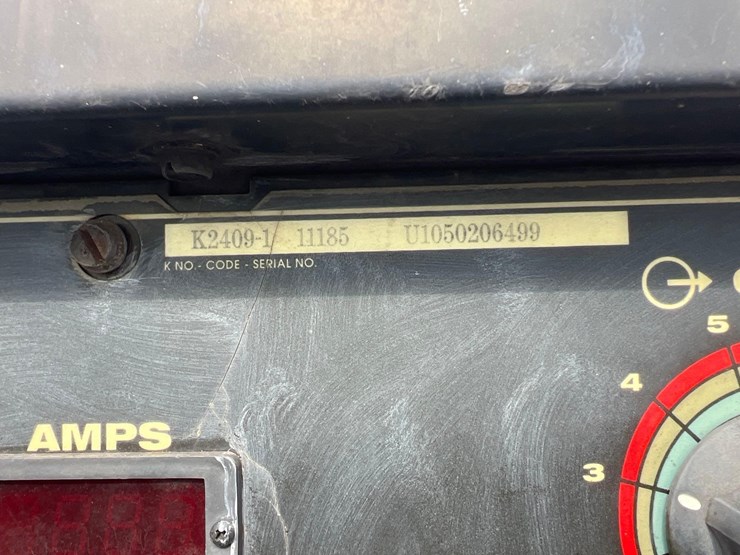 K2409-1 11185 U1050206499
K NO.- CODE - SERIAL NO.
5
4
AMPS
3